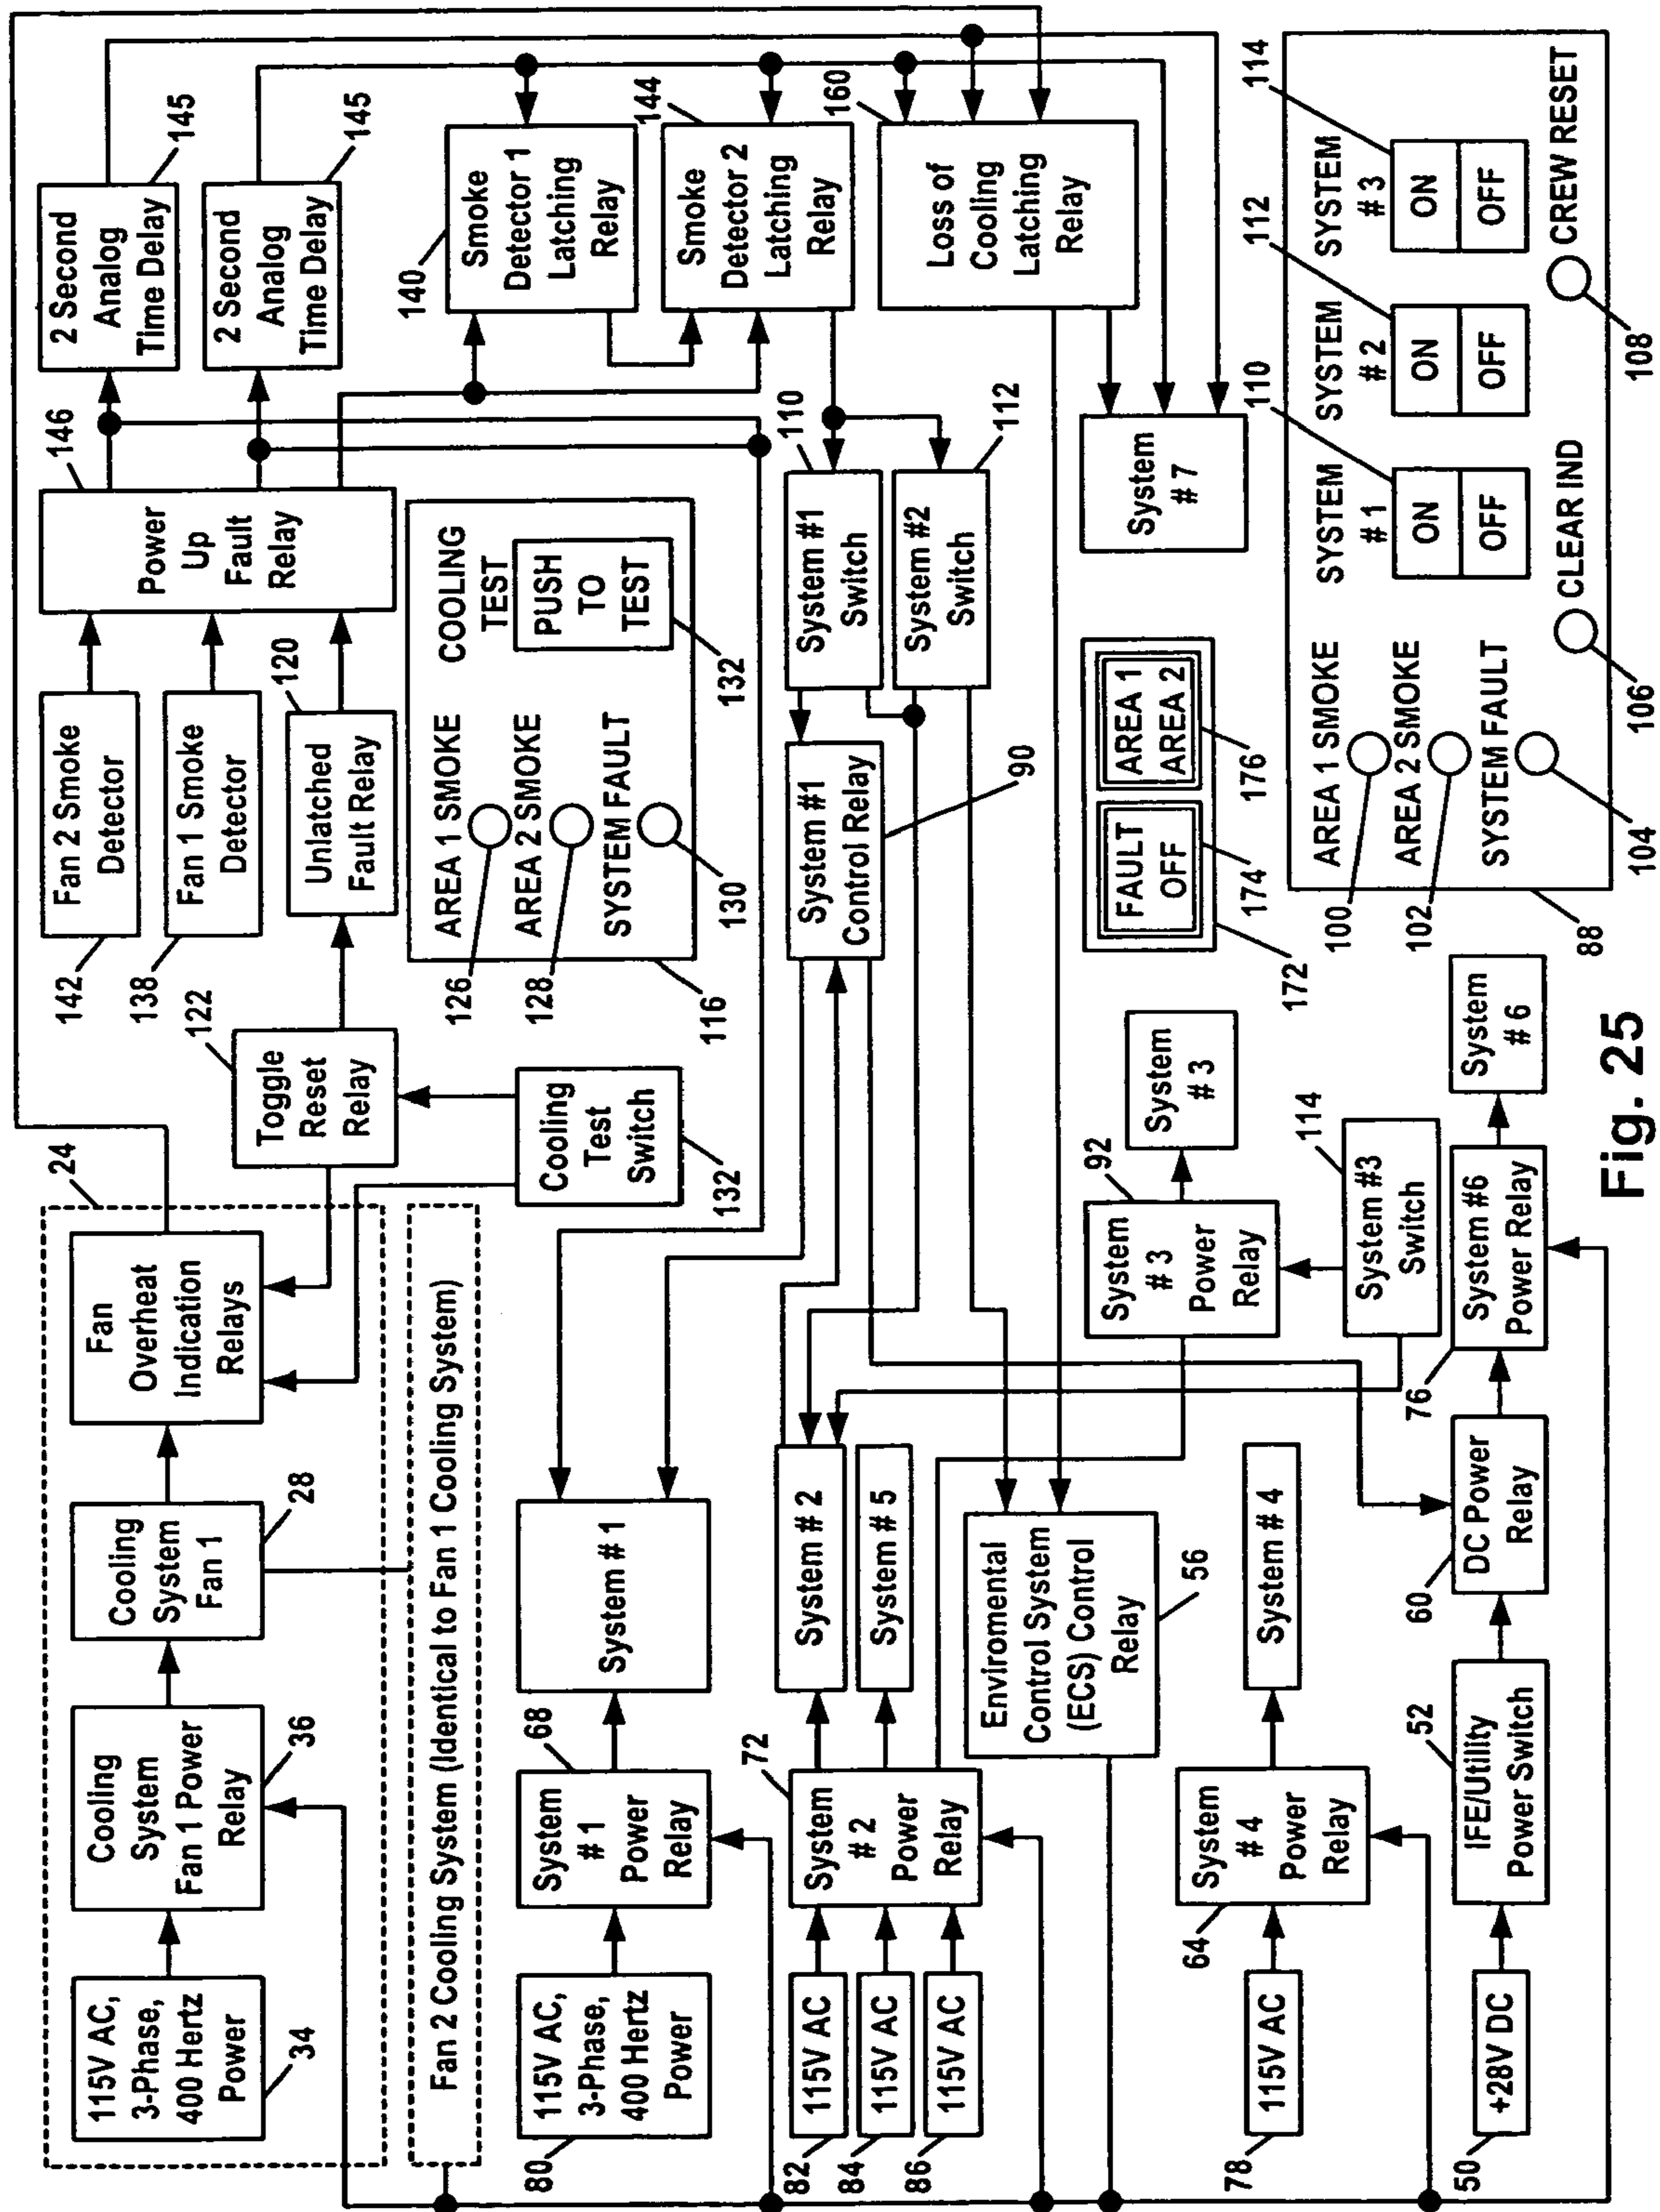 24
115V AC,
3-Phase,
400 Hertz
Power
34
Cooling
System
Fan 1 Power
Relay
36
Cooling
System
Fan 1
28
Fan
Overheat
Indication
Relays
Fan 2 Cooling System (Identical to Fan 1 Cooling System)
122
Toggle
Reset
Relay
Cooling
Test
Switch
132
142
Fan 2 Smoke
Detector
138
Fan 1 Smoke
Detector
120
Unlatched
Fault Relay
146
Power
Up
Fault
Relay
2 Second
Analog
Time Delay
145
2 Second
Analog
Time Delay
145
AREA 1 SMOKE
126
AREA 2 SMOKE
128
SYSTEM FAULT
130
COOLING
TEST
PUSH
TO
TEST
132
116
140
Smoke
Detector 1
Latching
Relay
144
Smoke
Detector 2
Latching
Relay
160
Loss of
Cooling
Latching
Relay
80
115V AC,
3-Phase,
400 Hertz
Power
68
System
# 1
Power
Relay
System # 1
82
115V AC
84
115V AC
86
115V AC
72
System
# 2
Power
Relay
System # 2
System # 5
System #1
Control Relay
90
110
System #1
Switch
System #2
Switch
112
Enviromental
Control System
(ECS) Control
Relay
56
System
# 7
92
System
# 3
Power
Relay
System
# 3
78
115V AC
64
System
# 4
Power
Relay
System # 4
114
System #3
Switch
50
+28V DC
52
IFE/Utility
Power Switch
60
DC Power
Relay
76
System #6
Power Relay
System
# 6
172
FAULT
OFF
174
AREA 1
AREA 2
176
88
AREA 1 SMOKE
100
AREA 2 SMOKE
102
SYSTEM FAULT
104
SYSTEM
# 1
ON
OFF
110
SYSTEM
# 2
ON
OFF
112
SYSTEM
# 3
ON
OFF
114
CLEAR IND
106
CREW RESET
108
Fig. 25